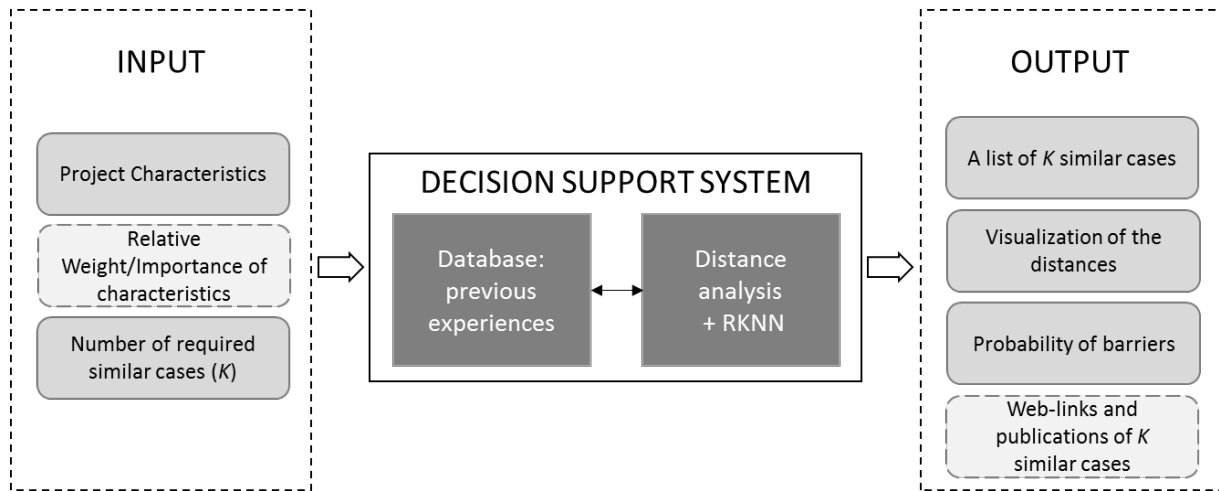 INPUT
Project Characteristics
Relative
Weight/Importance of
characteristics
Number of required
similar cases (K)
DECISION SUPPORT SYSTEM
Database:
previous
experiences
Distance
analysis
+ RKNN
OUTPUT
A list of K similar cases
Visualization of the
distances
Probability of barriers
Web-links and
publications of K
similar cases